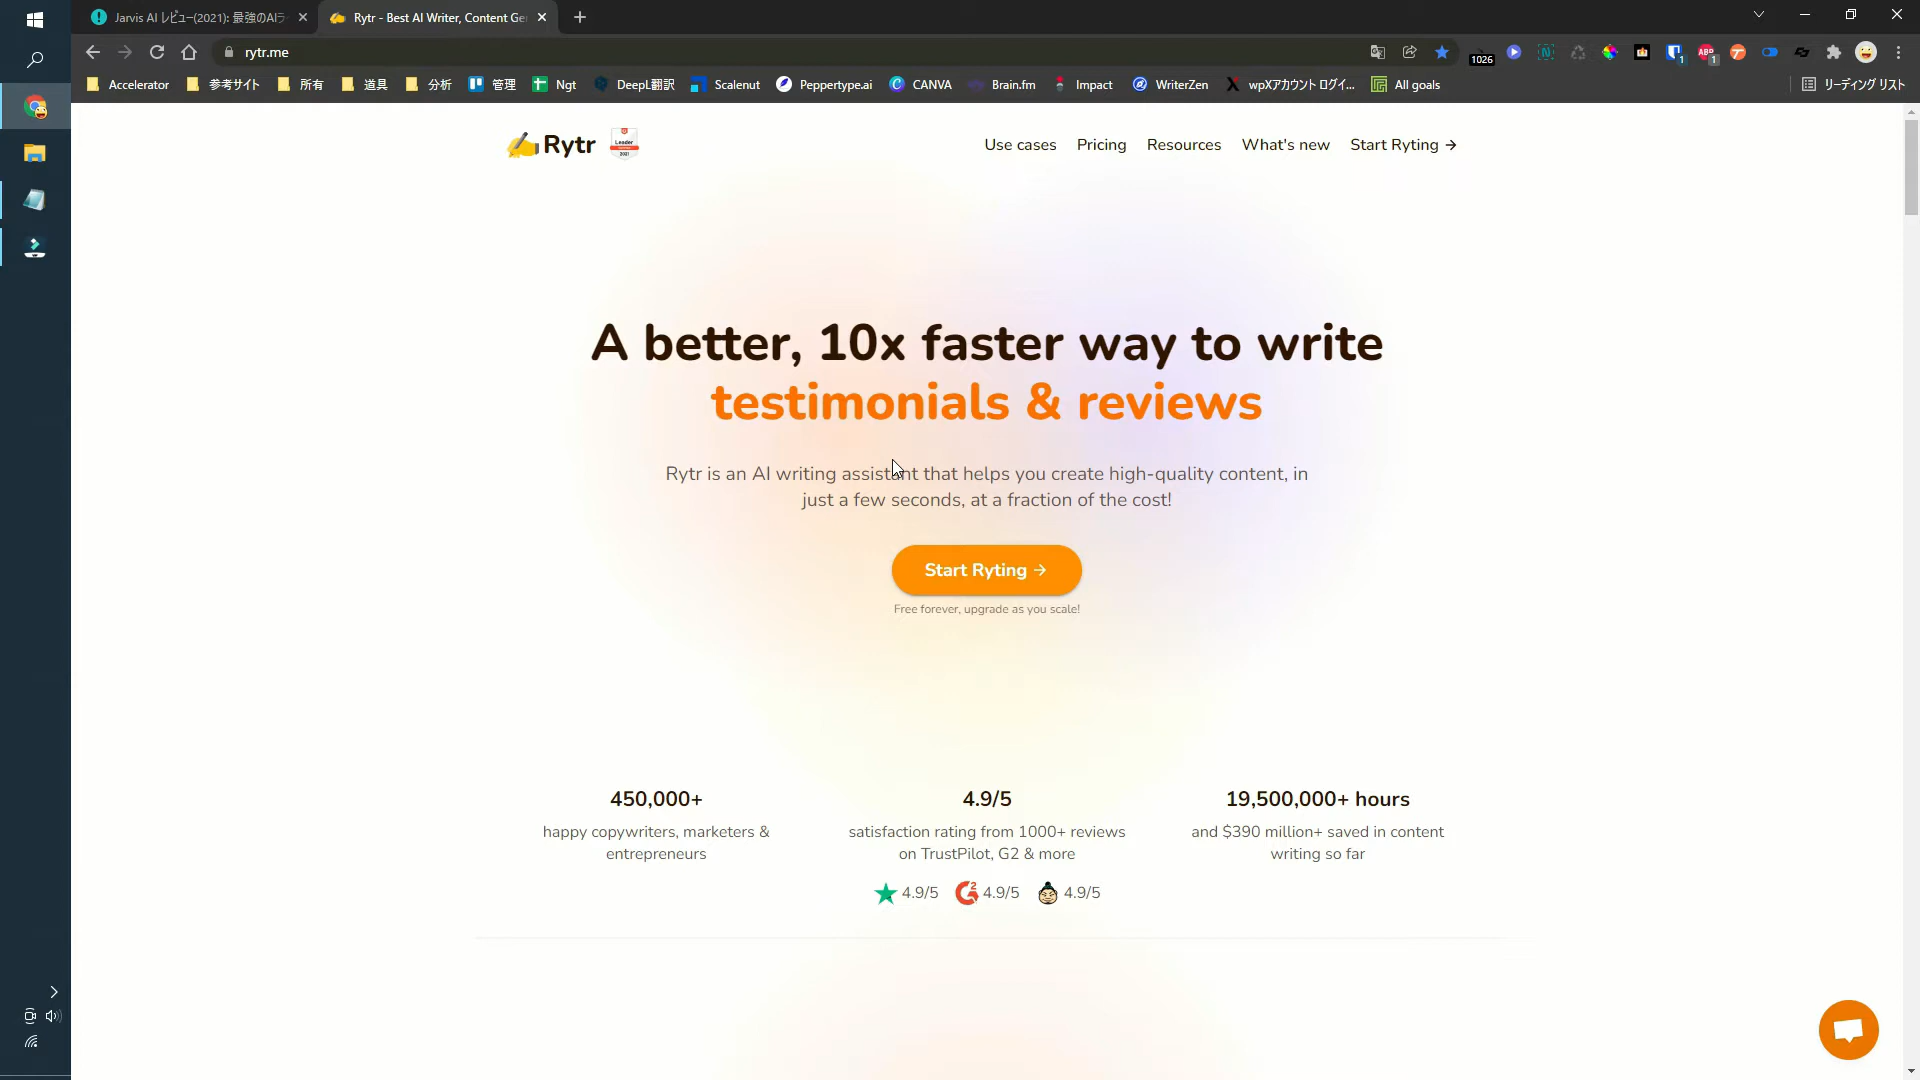 Jarvis AI レビュー(2021): 最強のAIラ
Rytr - Best AI Writer, Content Ge
rytr.me
1026
1
ABP
1
Accelerator
参考サイト
所有
道具
分析
管理
Ngt
DeepL翻訳
Scalenut
Peppertype.ai
CANVA
Brain.fm
Impact
WriterZen
wpXアカウント ログイ...
All goals
リーディング リスト
Rytr
Leader
2021
Use cases
Pricing
Resources
What's new
Start Ryting →
A better, 10x faster way to write
testimonials & reviews
Rytr is an AI writing assistant that helps you create high-quality content, in
just a few seconds, at a fraction of the cost!
Start Ryting →
Free forever, upgrade as you scale!
450,000+
happy copywriters, marketers &
entrepreneurs
4.9/5
satisfaction rating from 1000+ reviews
on TrustPilot, G2 & more
4.9/5
4.9/5
4.9/5
19,500,000+ hours
and $390 million+ saved in content
writing so far